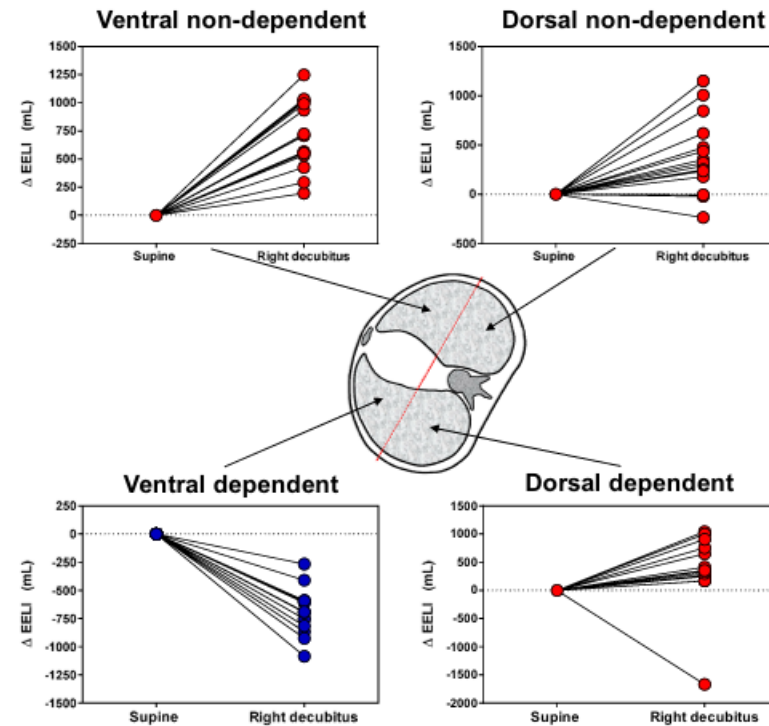 Ventral non-dependent
Dorsal non-dependent
1500
1250
1000
750
500
250
0
-250
Δ EELI (mL)
Supine
Right decubitus
1500
1000
500
0
-500
Δ EELI (mL)
Supine
Right decubitus
Ventral dependent
Dorsal dependent
250
0
-250
-500
-750
-1000
-1250
-1500
Δ EELI (mL)
Supine
Right decubitus
1500
1000
500
0
-500
-1000
-1500
-2000
Δ EELI (mL)
Supine
Right decubitus